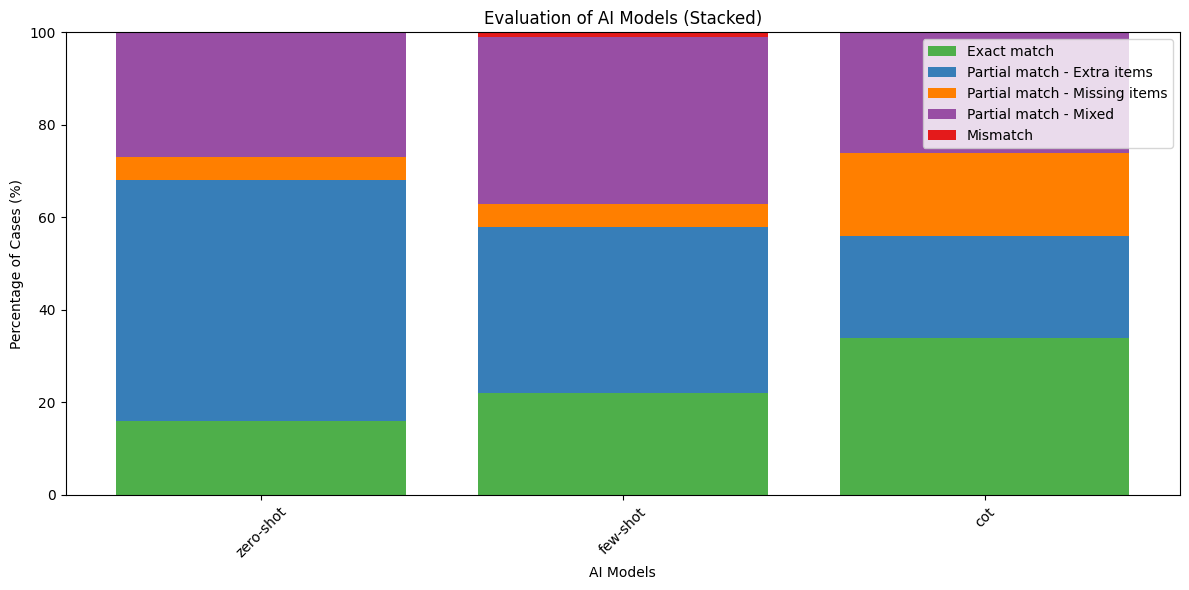 Evaluation of AI Models (Stacked)
Percentage of Cases (%)
100
80
60
40
20
0
Exact match
Partial match - Extra items
Partial match - Missing items
Partial match - Mixed
Mismatch
zero-shot
few-shot
cot
AI Models